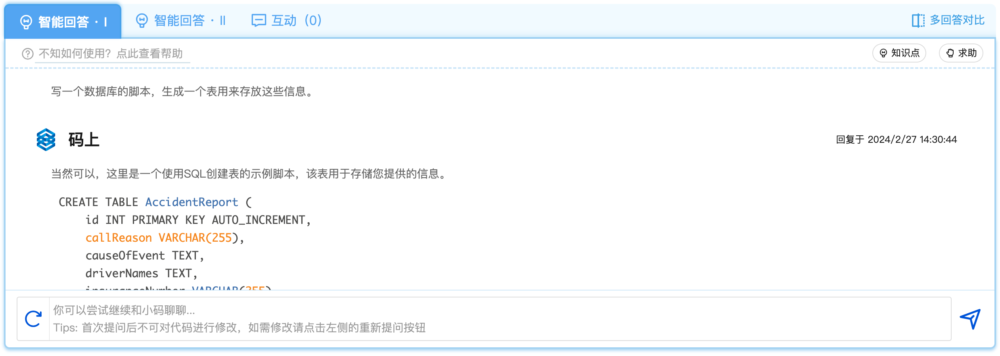 智能回答 · I
智能回答 · II
互动（0）
多回答对比
不知如何使用？点此查看帮助
知识点
求助
写一个数据库的脚本，生成一个表用来存放这些信息。
码上
回复于 2024/2/27 14:30:44
当然可以，这里是一个使用SQL创建表的示例脚本，该表用于存储您提供的信息。
CREATE TABLE AccidentReport (
id INT PRIMARY KEY AUTO_INCREMENT,
callReason VARCHAR(255),
causeOfEvent TEXT,
driverNames TEXT,
insuranceNumber VARCHAR(255)
你可以尝试继续和小码聊聊...
Tips: 首次提问后不可对代码进行修改，如需修改请点击左侧的重新提问按钮